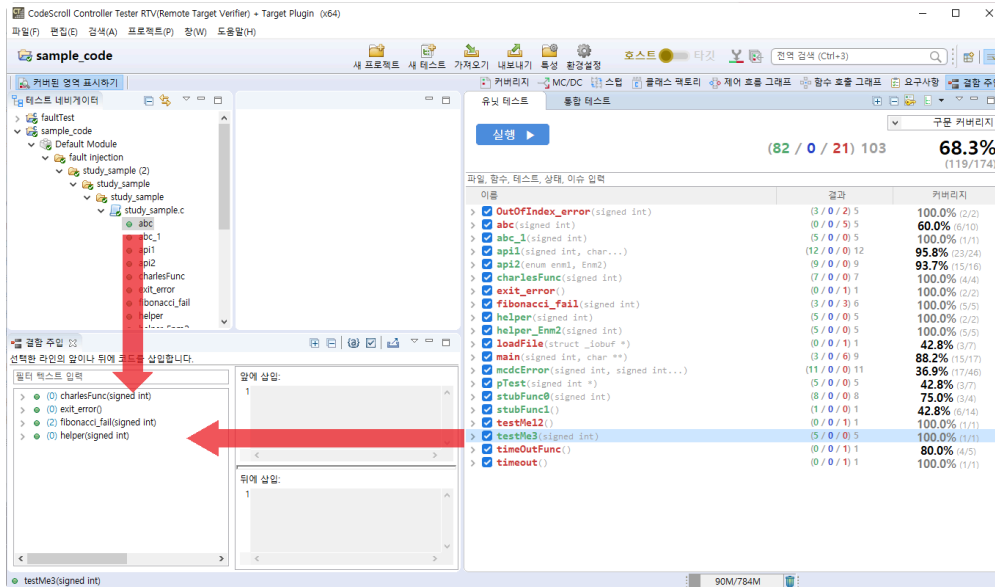 CodeScroll Controller Tester RTV(Remote Target Verifier) + Target Plugin (x64)
파일(F) 편집(E) 검색(A) 프로젝트(P) 창(W) 도움말(H)
sample_code
새 프로젝트 새 테스트 가져오기 내보내기 특성 환경설정
호스트 타깃
전역 검색 (Ctrl+3)
커버된 영역 표시하기
커버리지 MC/DC 스텁 클래스 팩토리 제어 흐름 그래프 함수 호출 그래프 요구사항 결함 주입
테스트 네비게이터
faultTest
sample_code
Default Module
fault injection
study_sample (2)
study_sample
study_sample
study_sample.c
abc
abc_1
api1
api2
charlesFunc
exit_error
fibonacci_fail
helper
helper_Enm2
유닛 테스트 통합 테스트
실행
구문 커버리지
(82 / 0 / 21) 103
68.3%
(119/174)
파일, 함수, 테스트, 상태, 이슈 입력
이름 결과 커버리지
OutOfIndex_error(signed int) (3 / 0 / 2) 5 100.0% (2/2)
abc(signed int) (0 / 0 / 5) 5 60.0% (6/10)
abc_1(signed int) (5 / 0 / 0) 5 100.0% (1/1)
api1(signed int, char...) (12 / 0 / 0) 12 95.8% (23/24)
api2(enum enm1, Enm2) (9 / 0 / 0) 9 93.7% (15/16)
charlesFunc(signed int) (7 / 0 / 0) 7 100.0% (4/4)
exit_error() (0 / 0 / 1) 1 100.0% (2/2)
fibonacci_fail(signed int) (3 / 0 / 3) 6 100.0% (5/5)
helper(signed int) (5 / 0 / 0) 5 100.0% (2/2)
helper_Enm2(signed int) (5 / 0 / 0) 5 100.0% (5/5)
loadFile(struct _iobuf *) (0 / 0 / 1) 1 42.8% (3/7)
main(signed int, char **) (3 / 0 / 6) 9 88.2% (15/17)
mcdcError(signed int, signed int...) (11 / 0 / 0) 11 36.9% (17/46)
pTest(signed int *) (5 / 0 / 0) 5 42.8% (3/7)
stubFunc0(signed int) (8 / 0 / 0) 8 75.0% (3/4)
stubFunc1() (1 / 0 / 0) 1 42.8% (6/14)
testMe12() (0 / 0 / 1) 1 100.0% (1/1)
testMe3(signed int) (5 / 0 / 0) 5 100.0% (1/1)
timeOutFunc() (0 / 0 / 1) 1 80.0% (4/5)
timeout() (0 / 0 / 1) 1 100.0% (1/1)
결함 주입
선택한 라인의 앞이나 뒤에 코드를 삽입합니다.
필터 텍스트 입력
(0) charlesFunc(signed int)
(0) exit_error()
(2) fibonacci_fail(signed int)
(0) helper(signed int)
앞에 삽입:
1
뒤에 삽입:
1
testMe3(signed int)
90M/784M